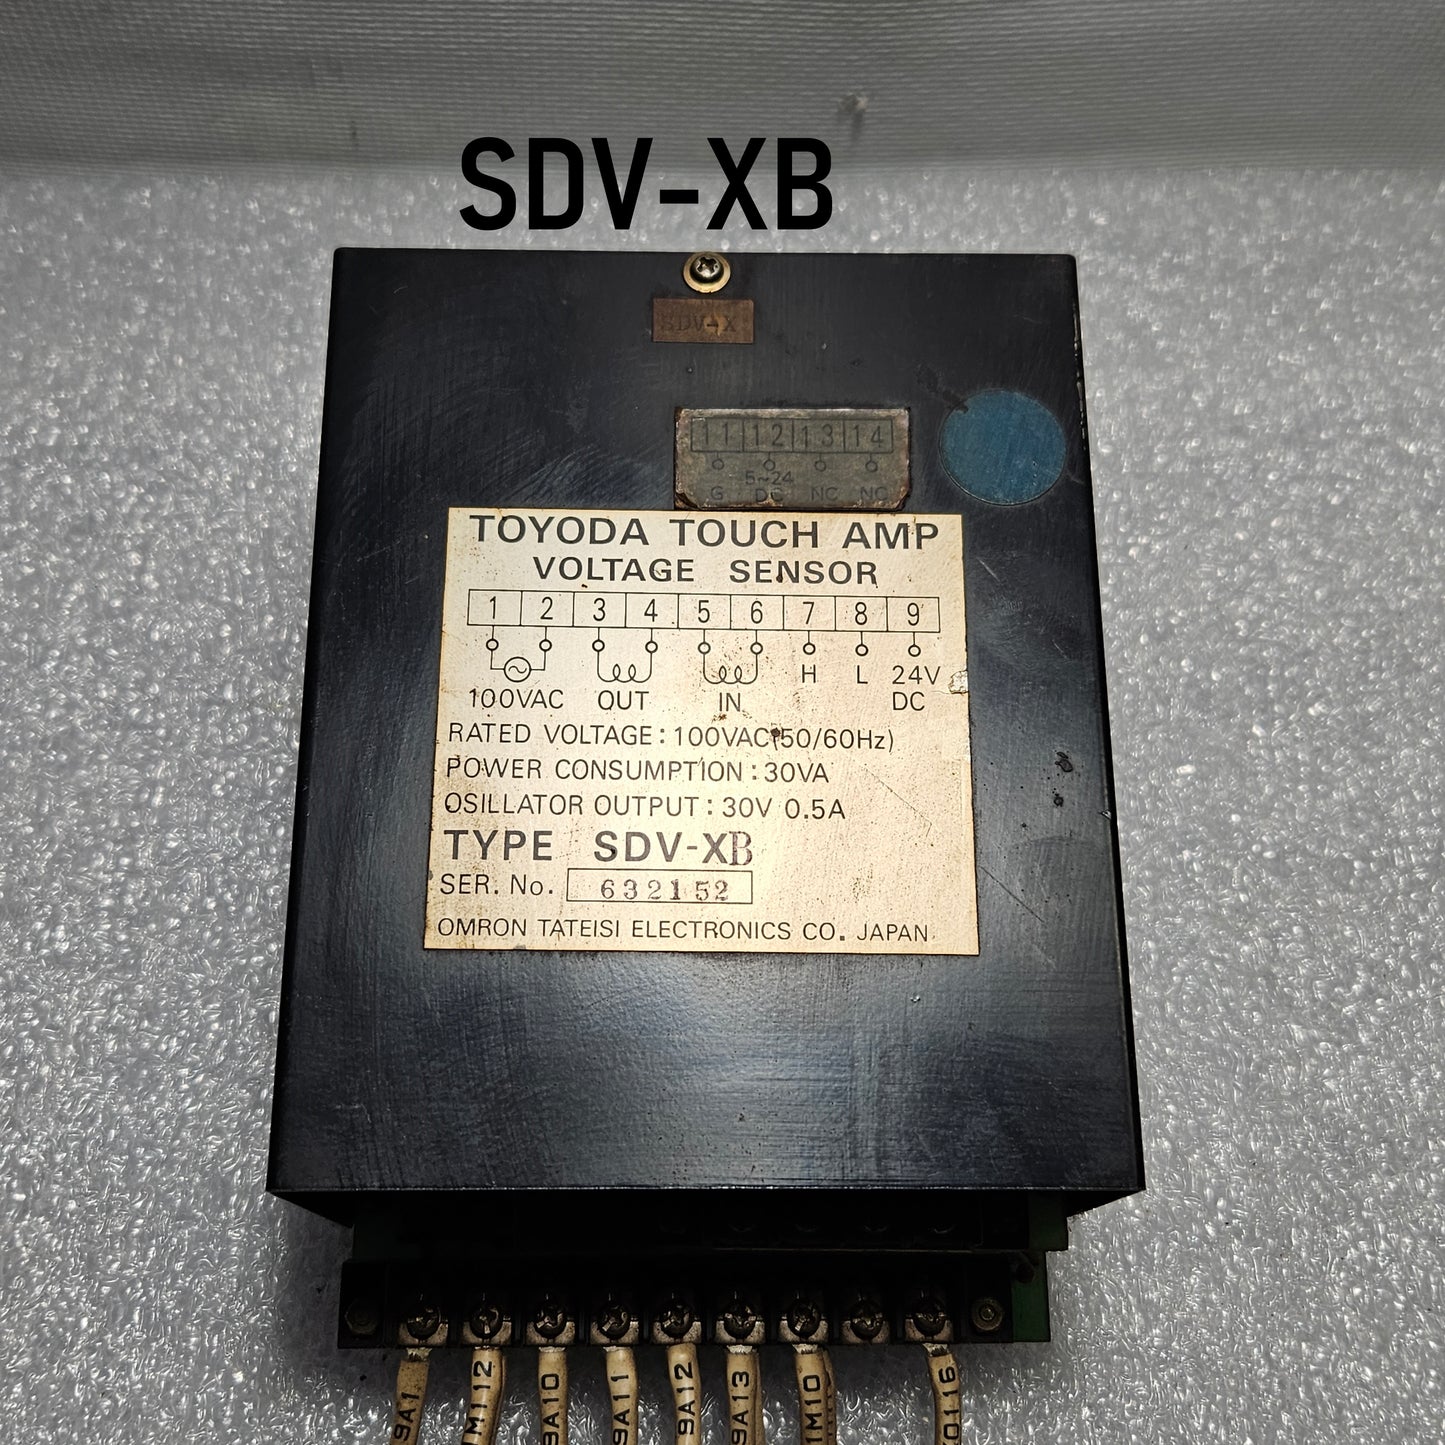 SDV-XB
SDV-X
11 12 13 14
5~24
G DC NC NC
TOYODA TOUCH AMP
VOLTAGE SENSOR
1 2 3 4 5 6 7 8 9
H L 24V
100VAC OUT IN DC
RATED VOLTAGE: 100VAC(50/60Hz)
POWER CONSUMPTION: 30VA
OSILLATOR OUTPUT: 30V 0.5A
TYPE SDV-XB
SER. No. 632152
OMRON TATEISI ELECTRONICS CO. JAPAN
9A1 1M112 9A10 9A11 9A12 9A13 1M10 X0116